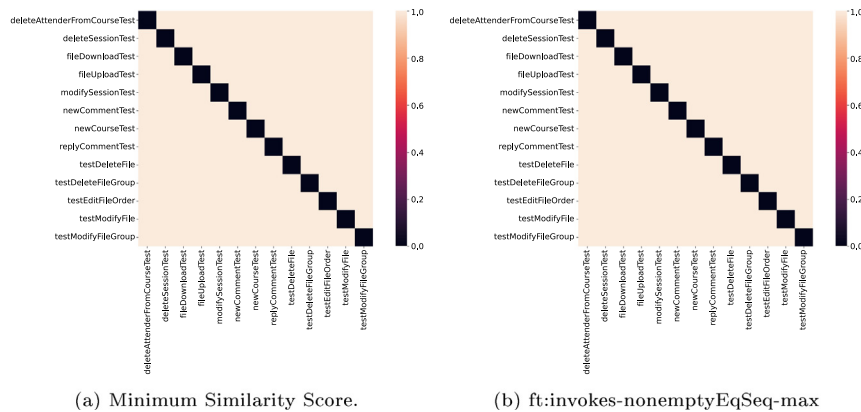 deleteAttenderFromCourseTest
deleteSessionTest
fileDownloadTest
fileUploadTest
modifySessionTest
newCommentTest
newCourseTest
replyCommentTest
testDeleteFile
testDeleteFileGroup
testEditFileOrder
testModifyFile
testModifyFileGroup
deleteAttenderFromCourseTest
deleteSessionTest
fileDownloadTest
fileUploadTest
modifySessionTest
newCommentTest
newCourseTest
replyCommentTest
testDeleteFile
testDeleteFileGroup
testEditFileOrder
testModifyFile
testModifyFileGroup
1,0
0,8
0,6
0,4
0,2
0,0
(a) Minimum Similarity Score.
deleteAttenderFromCourseTest
deleteSessionTest
fileDownloadTest
fileUploadTest
modifySessionTest
newCommentTest
newCourseTest
replyCommentTest
testDeleteFile
testDeleteFileGroup
testEditFileOrder
testModifyFile
testModifyFileGroup
deleteAttenderFromCourseTest
deleteSessionTest
fileDownloadTest
fileUploadTest
modifySessionTest
newCommentTest
newCourseTest
replyCommentTest
testDeleteFile
testDeleteFileGroup
testEditFileOrder
testModifyFile
testModifyFileGroup
1,0
0,8
0,6
0,4
0,2
0,0
(b) ft:invokes-nonemptyEqSeq-max